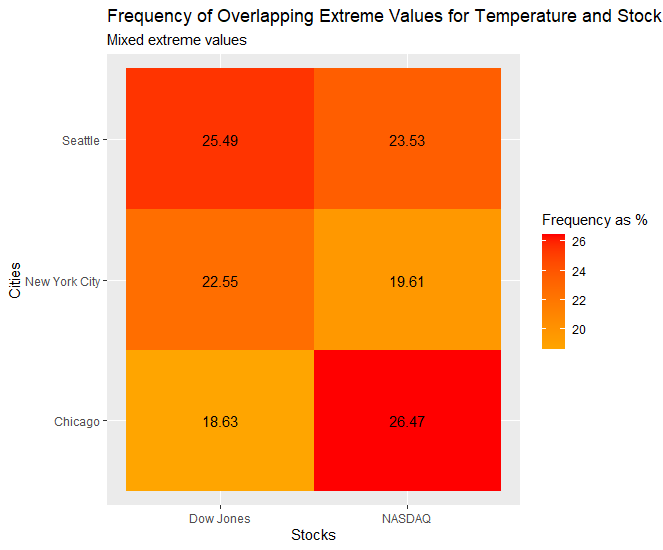 Frequency of Overlapping Extreme Values for Temperature and Stock
Mixed extreme values
Cities
Seattle
25.49
23.53
New York City
22.55
19.61
Chicago
18.63
26.47
Dow Jones
NASDAQ
Stocks
Frequency as %
26
24
22
20